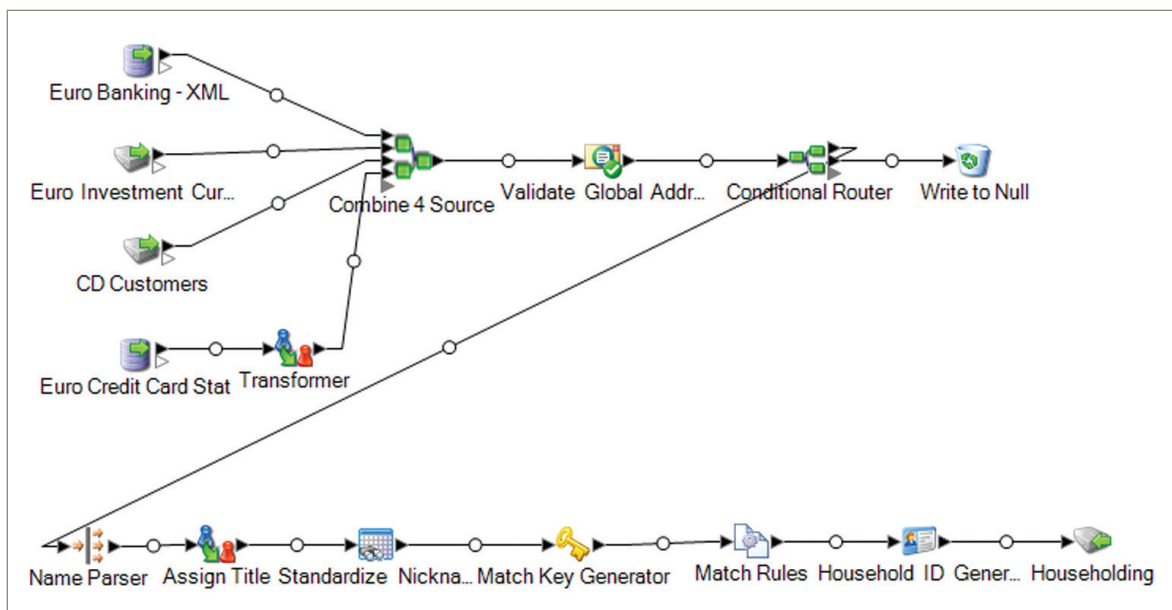 Euro Banking - XML
Euro Investment Cur...
CD Customers
Euro Credit Card Stat
Transformer
Combine 4 Source
Validate Global Addr...
Conditional Router
Write to Null
Name Parser
Assign Title
Standardize Nickna...
Match Key Generator
Match Rules
Household ID Gener...
Householding